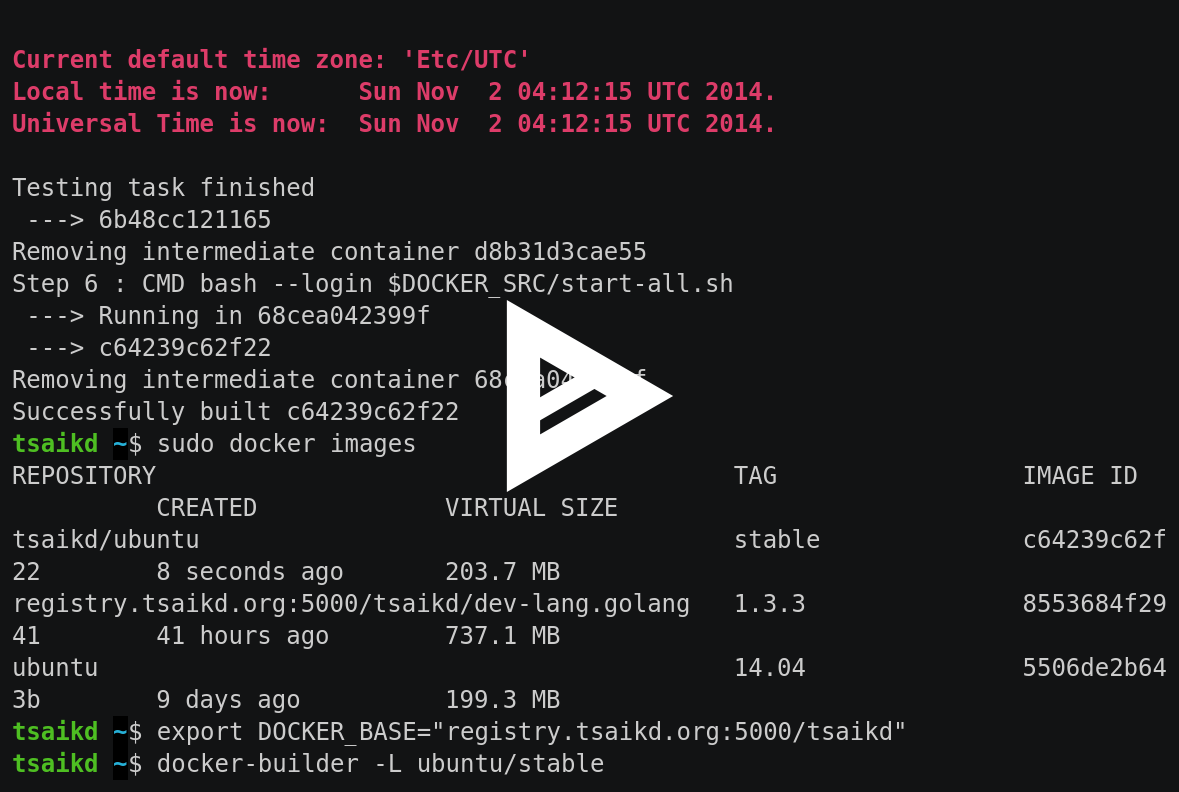 Current default time zone: 'Etc/UTC'
Local time is now:      Sun Nov  2 04:12:15 UTC 2014.
Universal Time is now:  Sun Nov  2 04:12:15 UTC 2014.
Testing task finished
 ---> 6b48cc121165
Removing intermediate container d8b31d3cae55
Step 6 : CMD bash --login $DOCKER_SRC/start-all.sh
 ---> Running in 68cea042399f
 ---> c64239c62f22
Removing intermediate container
Successfully built c64239c62f22
tsaikd ~$ sudo docker images
REPOSITORY                                        TAG                 IMAGE ID
          CREATED             VIRTUAL SIZE
tsaikd/ubuntu                                     stable              c64239c62f
22        8 seconds ago       203.7 MB
registry.tsaikd.org:5000/tsaikd/dev-lang.golang   1.3.3               8553684f29
41        41 hours ago        737.1 MB
ubuntu                                            14.04               5506de2b64
3b        9 days ago          199.3 MB
tsaikd ~$ export DOCKER_BASE="registry.tsaikd.org:5000/tsaikd"
tsaikd ~$ docker-builder -L ubuntu/stable